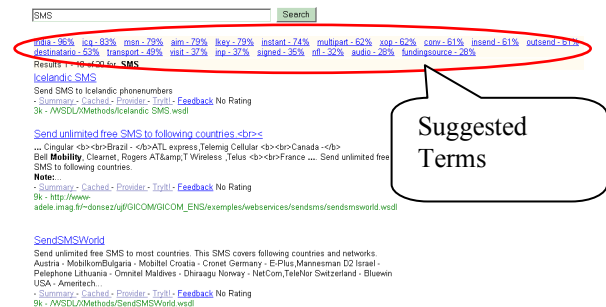 SMS Search
india - 96% icq - 83% msn - 79% aim - 79% lkey - 79% instant - 74% multipart - 62% xop - 62% conv - 61% insend - 61% outsend - 61%
destinatario - 53% transport - 49% visit - 37% inp - 37% signed - 35% nfl - 32% audio - 28% fundingsource - 28%
Results 1 - 10 of 20 for SMS
Icelandic SMS
Send SMS to Icelandic phonenumbers
- Summary - Cached - Provider - TryIt! - Feedback No Rating
3k - /WSDL/XMethods/Icelandic SMS.wsdl
Send unlimited free SMS to following countries.<br><
... Cingular <b><br>Brazil - </b>ATL express,Telemig Cellular <b><br>Canada -</b>
Bell Mobility, Clearnet, Rogers AT&amp;T Wireless ,Telus <b><br>France .... Send unlimited free
SMS to following countries.
Note:...
- Summary - Cached - Provider - TryIt! - Feedback No Rating
9k - http://www-
adele.imag.fr/~donsez/ujf/GICOM/GICOM_ENS/exemples/webservices/sendsms/sendsmsworld.wsdl
SendSMSWorld
Send unlimited free SMS to most countries. This SMS covers following countries and networks.
Austria - MobilkomBulgaria - Mobiltel Croatia - Cronet Germany - E-Plus,Mannesman D2 Israel -
Pelephone Lithuania - Omnitel Maldives - Dhiraagu Norway - NetCom,TeleNor Switzerland - Bluewin
USA - Ameritech...
- Summary - Cached - Provider - TryIt! - Feedback No Rating
9k - /WSDL/XMethods/SendSMSWorld.wsdl
Suggested
Terms